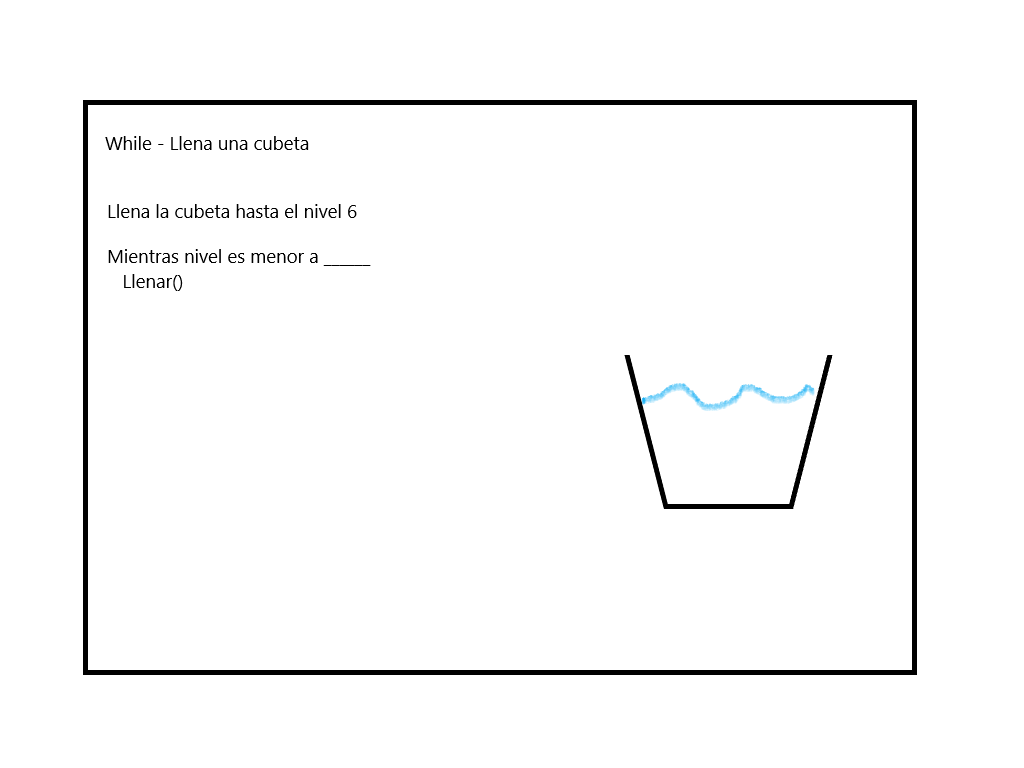 While - Llena una cubeta
Llena la cubeta hasta el nivel 6
Mientras nivel es menor a _____
Llenar()